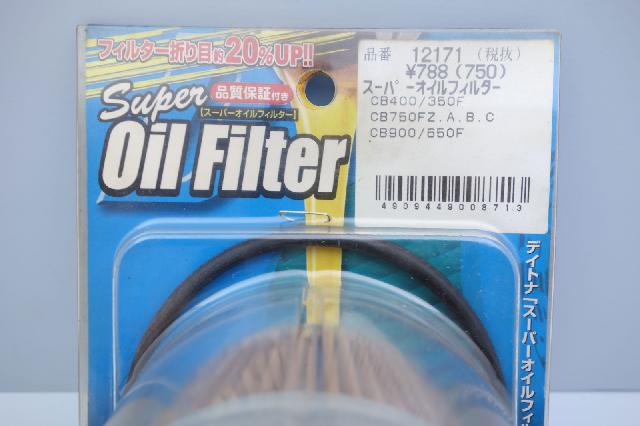 フィルター折り目約20%UP!!
品質保証付き
Super
【スーパーオイルフィルター】
Oil Filter
品番 12171 (税抜)
¥788(750)
スーパーオイルフィルター
CB400/350F
CB750FZ.A.B.C
CB900/550F
4909449008713
デイトナ「スーパーオイルフィル